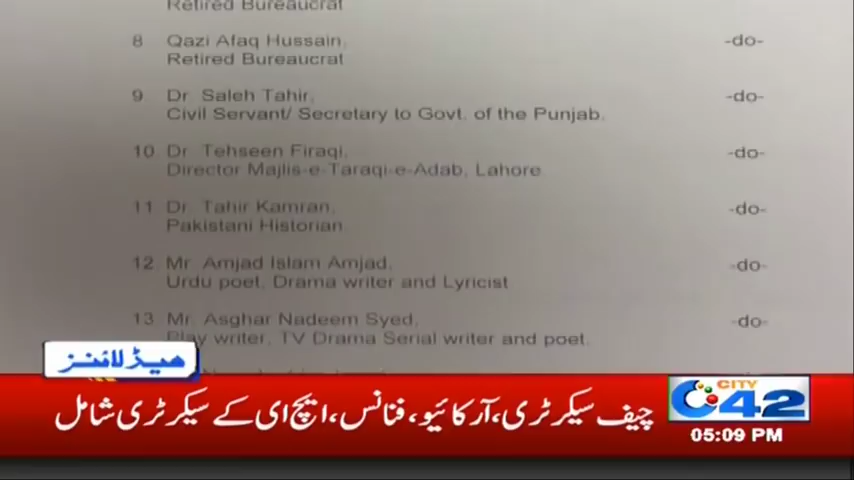 Retired Bureaucrat
8 Qazi Afaq Hussain, -do-
Retired Bureaucrat
9 Dr. Saleh Tahir, -do-
Civil Servant/ Secretary to Govt. of the Punjab.
10 Dr. Tehseen Firaqi, -do-
Director Majlis-e-Taraqi-e-Adab, Lahore
11 Dr. Tahir Kamran, -do-
Pakistani Historian
12 Mr. Amjad Islam Amjad, -do-
Urdu poet, Drama writer and Lyricist
13 Mr. Asghar Nadeem Syed, -do-
Play writer, TV Drama Serial writer and poet.
ہیڈلائنز
چیف سیکرٹری، آرکائیو، فنانس، ایچ ای کے سیکرٹری شامل
CITY
42
05:09 PM